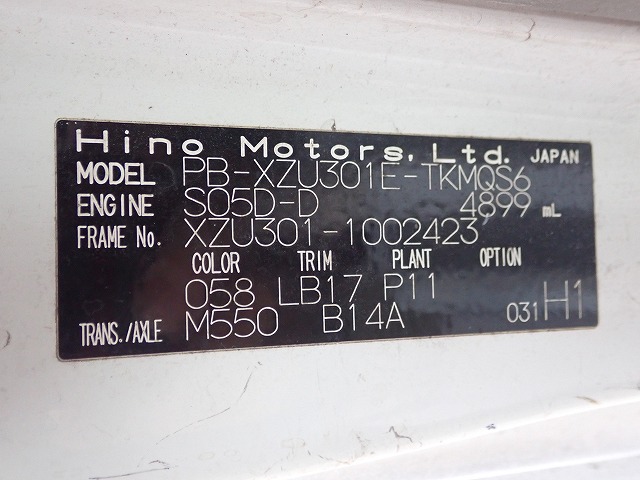 Hino Motors, Ltd. JAPAN
MODEL PB-XZU301E-TKMQS6
ENGINE S05D-D 4899 mL
FRAME No. XZU301-1002423
COLOR TRIM PLANT OPTION
058 LB17 P11
TRANS./AXLE M550 B14A 031 H1